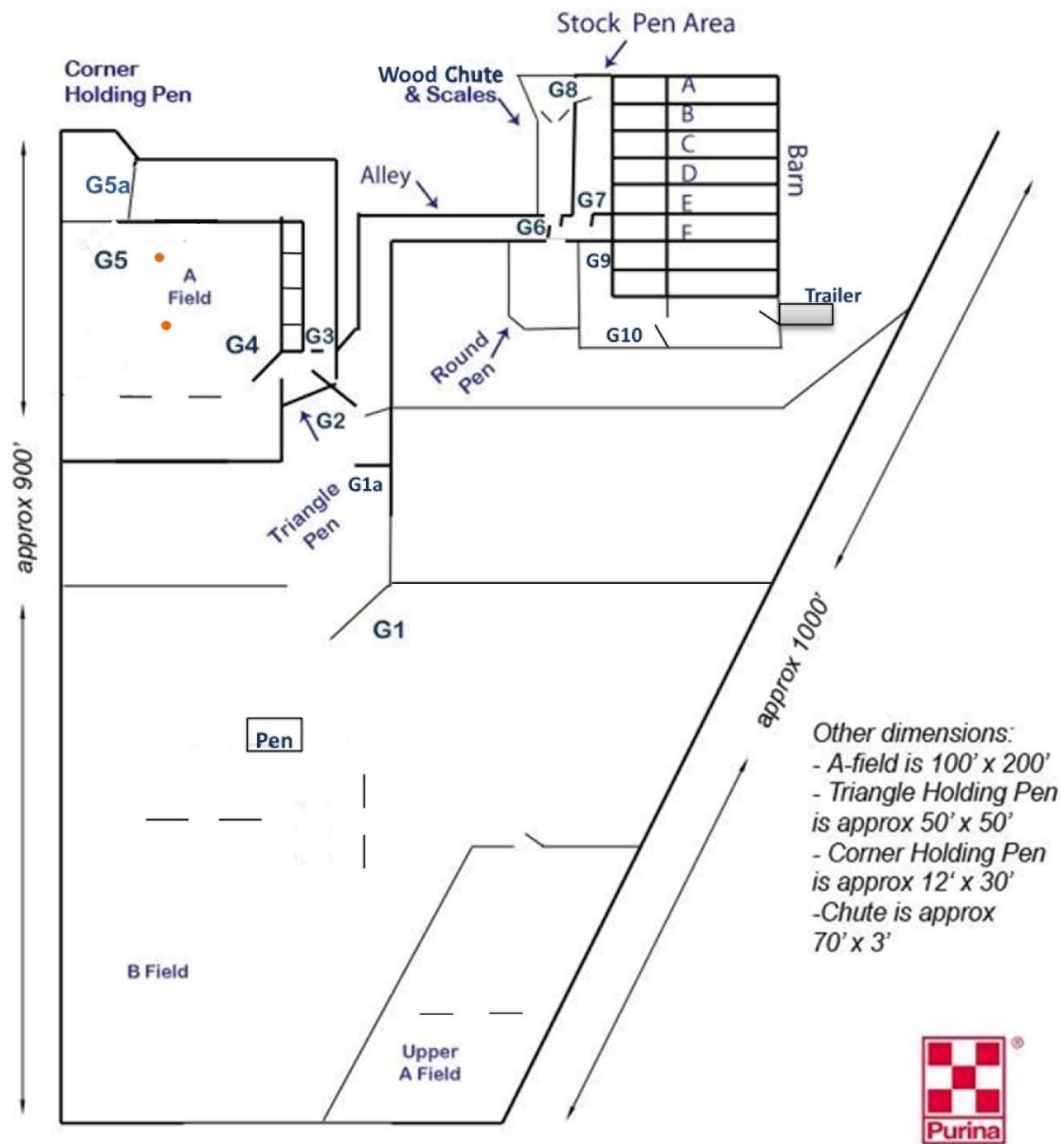 Stock Pen Area
Corner
Holding Pen
Wood Chute
& Scales
G8
A
B
C
D
E
F
Barn
Alley
G5a
G7
G6
G5
A
Field
G9
Trailer
G4
G3
G10
Round
Pen
G2
G1a
Triangle
Pen
approx 900'
G1
approx 1000'
Pen
Other dimensions:
- A-field is 100' x 200'
- Triangle Holding Pen
is approx 50' x 50'
- Corner Holding Pen
is approx 12' x 30'
-Chute is approx
70' x 3'
B Field
Upper
A Field
Purina
®